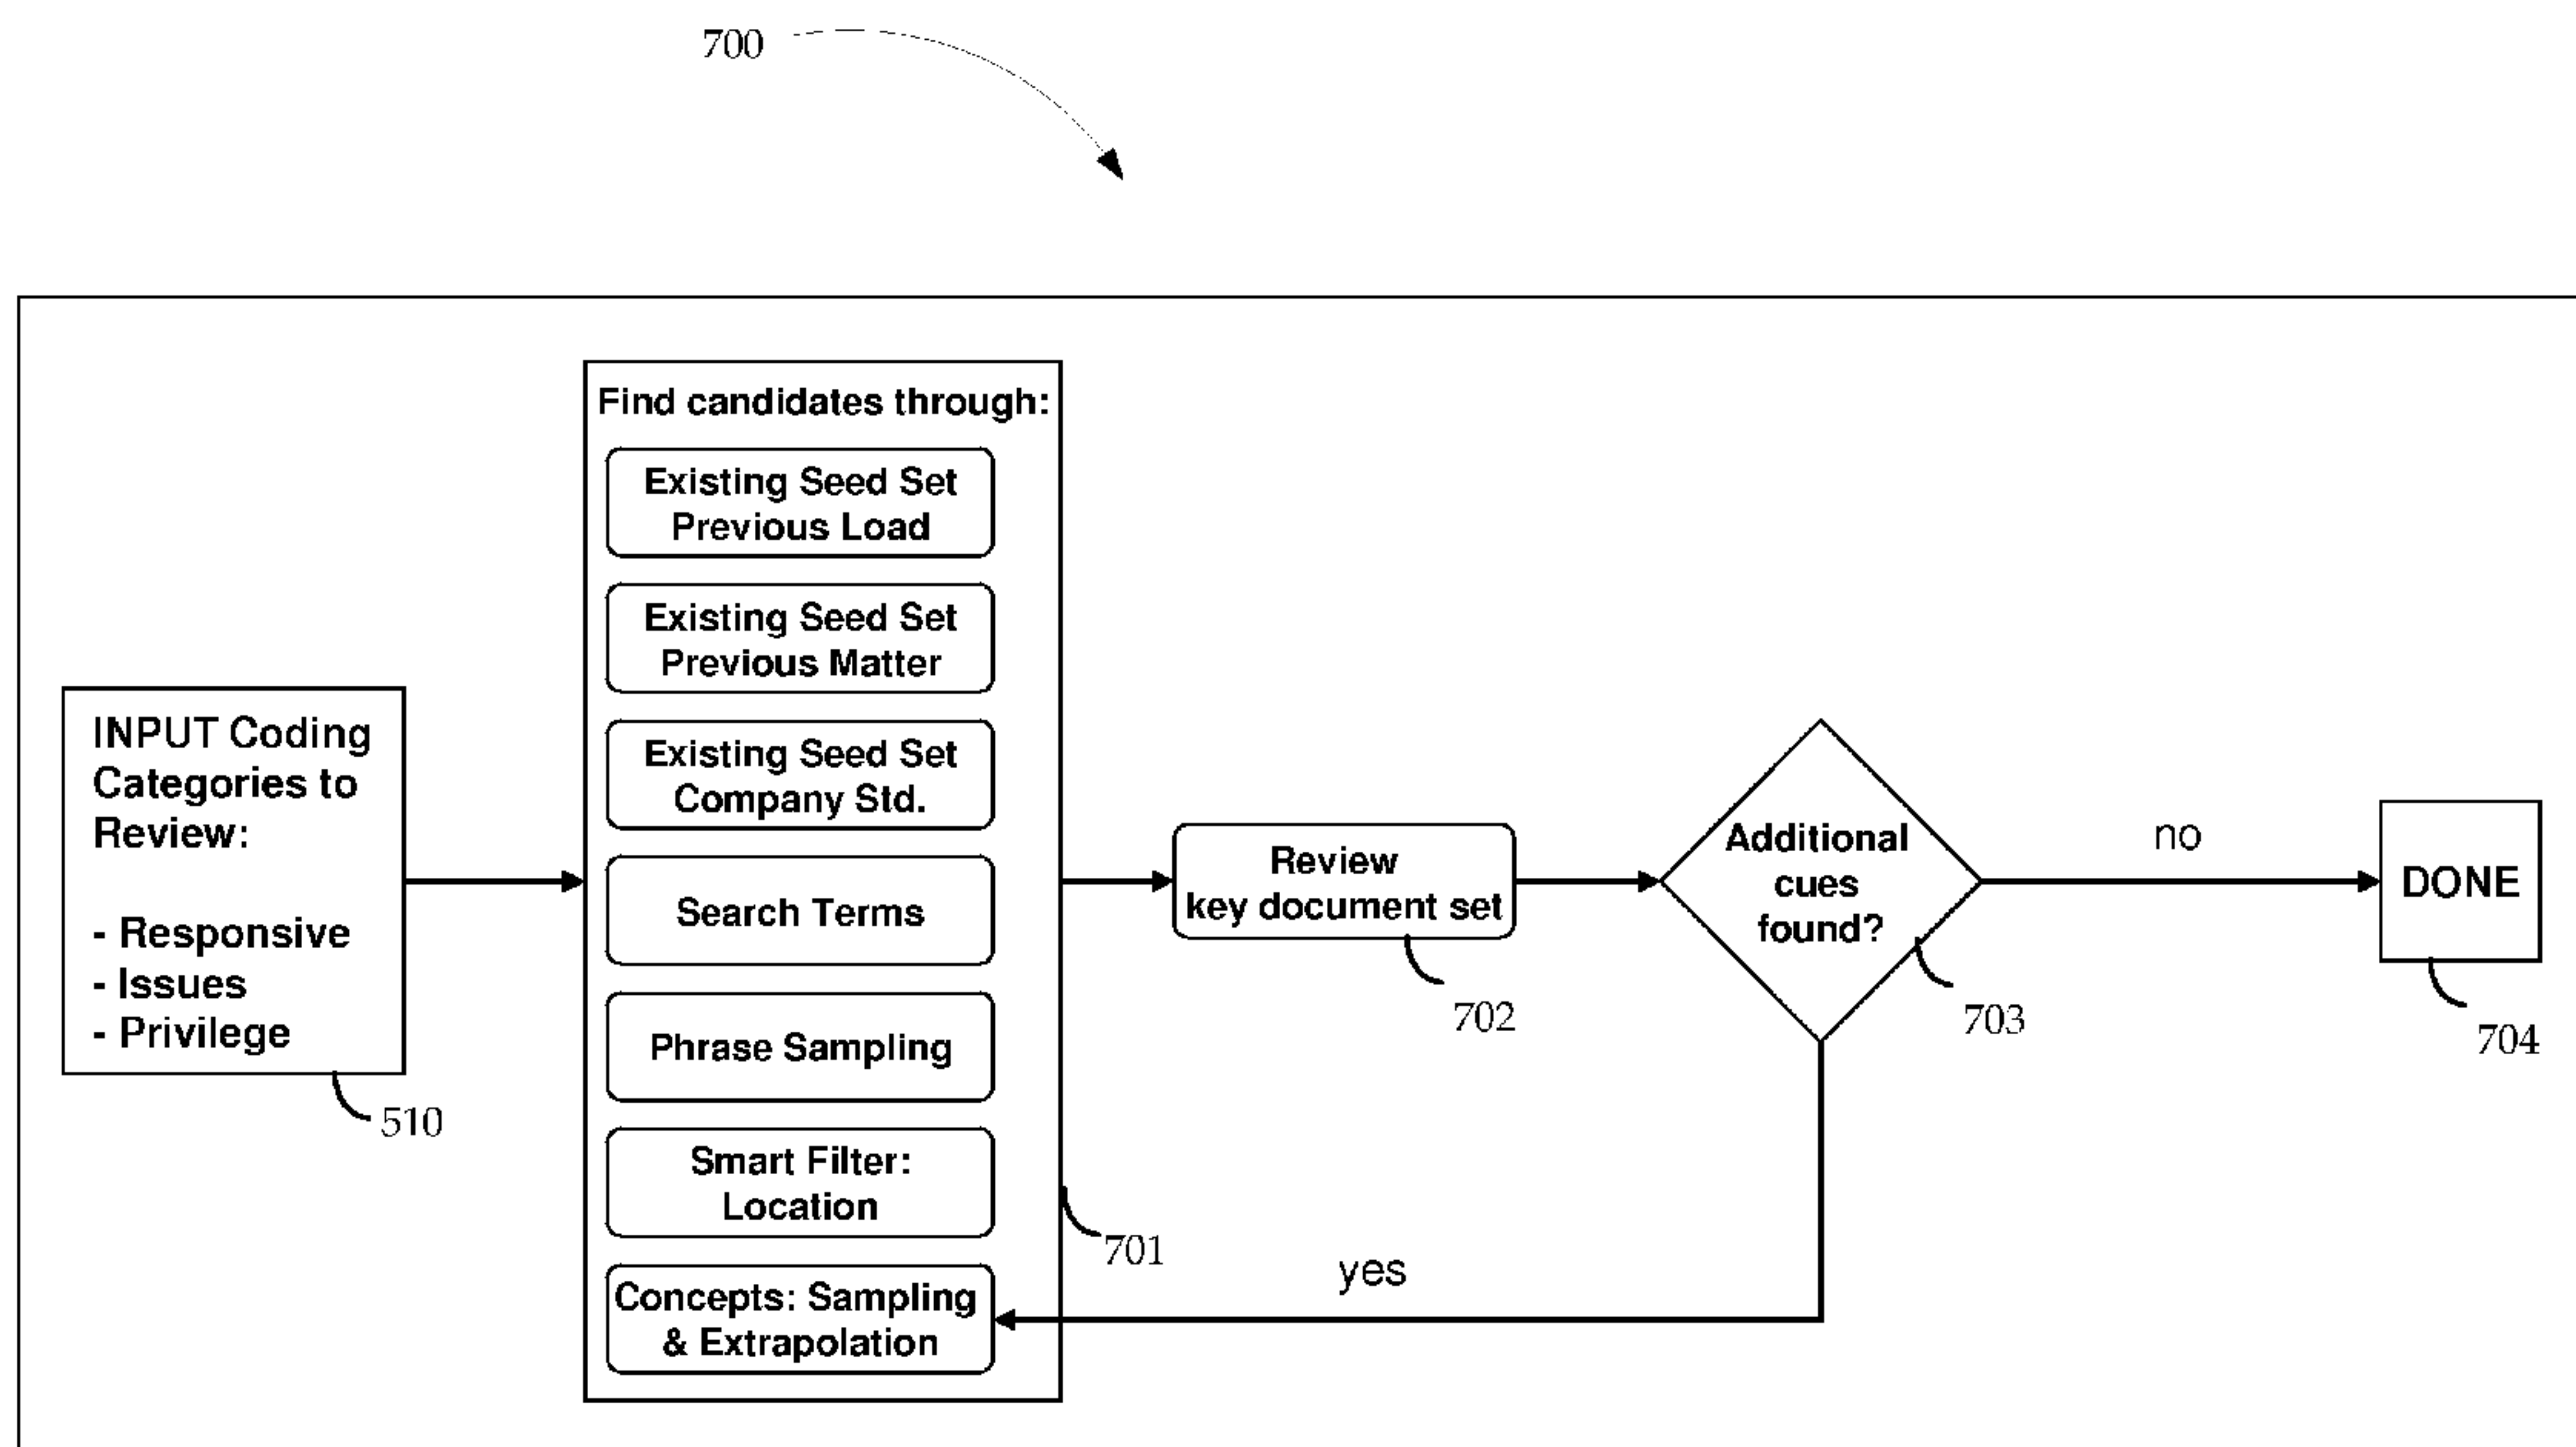 700
INPUT Coding
Categories to
Review:
- Responsive
- Issues
- Privilege
510
Find candidates through:
Existing Seed Set
Previous Load
Existing Seed Set
Previous Matter
Existing Seed Set
Company Std.
Search Terms
Phrase Sampling
Smart Filter:
Location
Concepts: Sampling
& Extrapolation
701
Review
key document set
702
Additional
cues
found?
703
yes
no
DONE
704